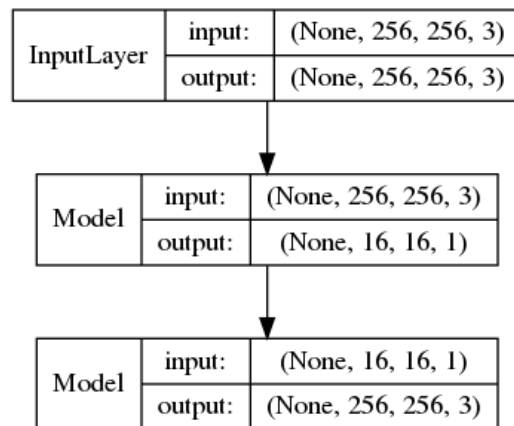 InputLayer
input: (None, 256, 256, 3)
output: (None, 256, 256, 3)
Model
input: (None, 256, 256, 3)
output: (None, 16, 16, 1)
Model
input: (None, 16, 16, 1)
output: (None, 256, 256, 3)